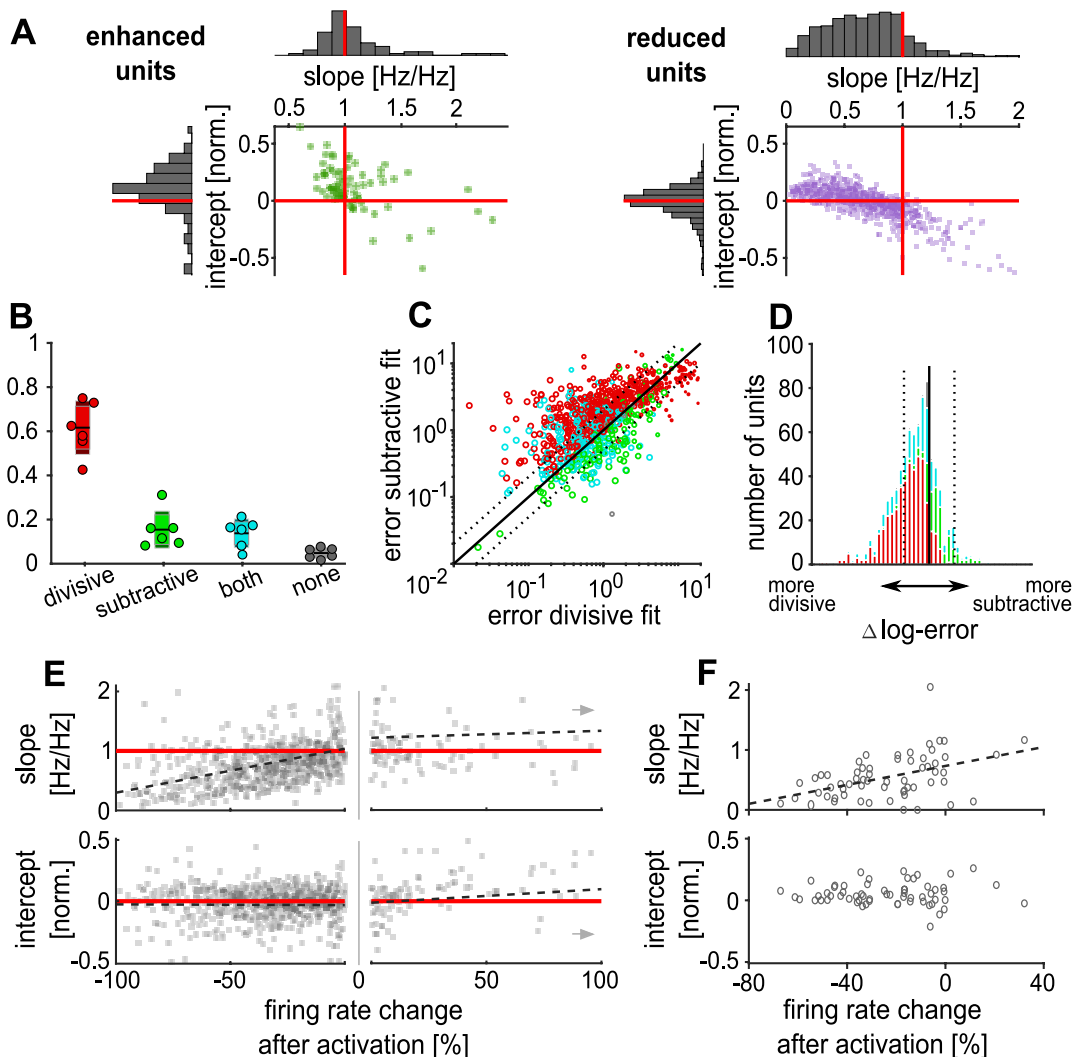 A
enhanced
units
slope [Hz/Hz]
0.5 1 2
intercept [norm.]
0.5
0
-0.5
reduced
units
slope [Hz/Hz]
0 0.5 1 1.5 2
intercept [norm.]
0.5
0
-0.5
B
1
0.8
0.6
0.4
0.2
0
divisive
subtractive
both
none
C
error subtractive fit
10^1
10^0
10^-1
10^-2
10^-1
10^0
10^1
error divisive fit
D
number of units
100
80
60
40
20
0
more
divisive
more
subtractive
Δ log-error
E
slope
[Hz/Hz]
2
1
0
intercept
[norm.]
0.5
0
-0.5
-100 -50 0 50 100
firing rate change
after activation [%]
F
slope
[Hz/Hz]
2
1
0
intercept
[norm.]
0.5
0
-0.5
-80 -40 0 40
firing rate change
after activation [%]